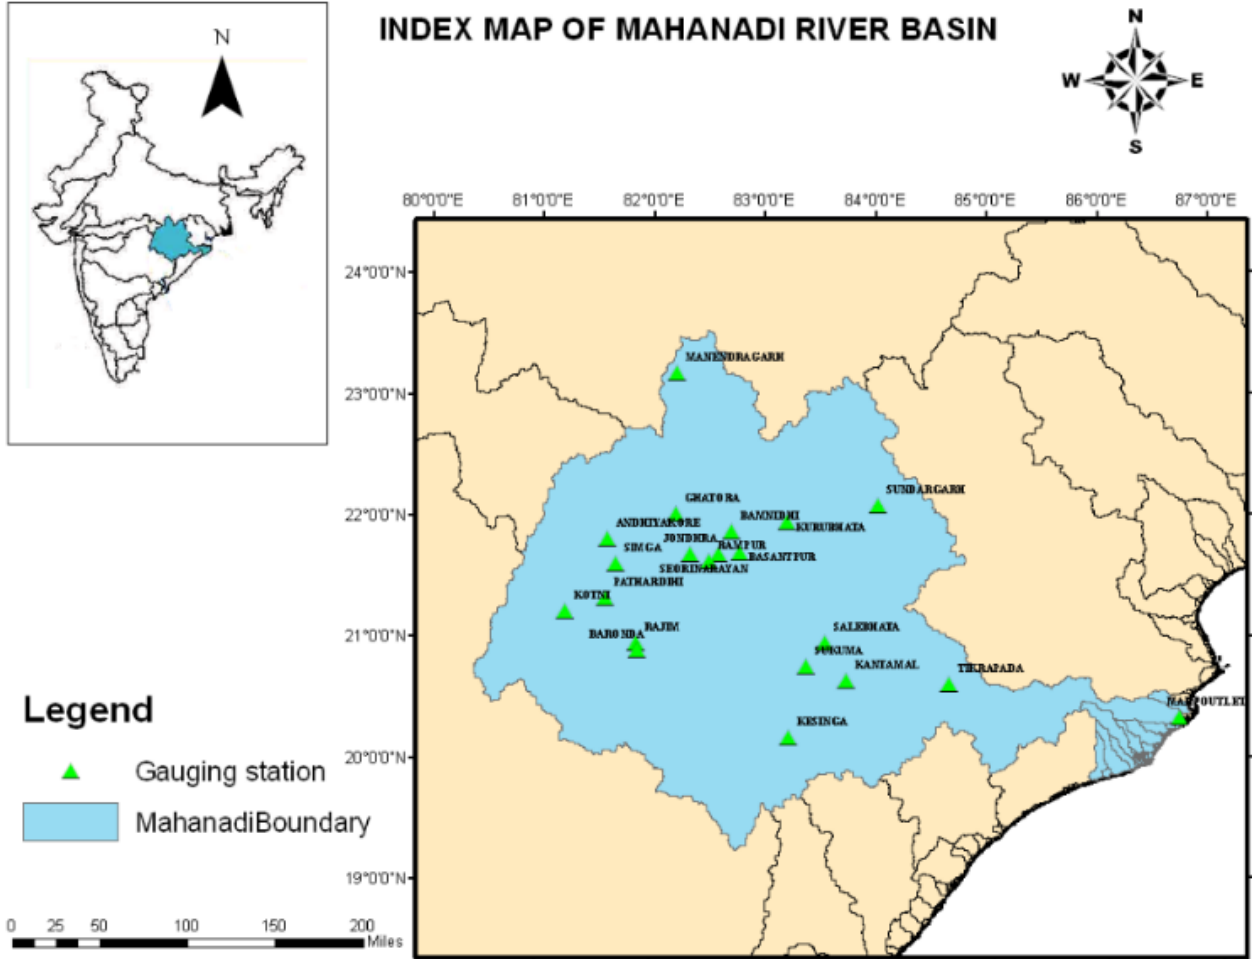 INDEX MAP OF MAHANADI RIVER BASIN
N
N
W
E
S
80°0'0"E 81°0'0"E 82°0'0"E 83°0'0"E 84°0'0"E 85°0'0"E 86°0'0"E 87°0'0"E
24°0'0"N
23°0'0"N
22°0'0"N
21°0'0"N
20°0'0"N
19°0'0"N
MANENDRAGARH
SUNDARGARH
GHATORA
BAMNIDHI
ANDHIYAKORE
KURUBHATA
JONDHRA
SIMGA
RAMPUR
BASANTPUR
SEORINARAYAN
PATHARDIHI
KOTNI
RAJIM
BARONDA
SALEBHATA
SUKUMA
KANTAMAL
TIKRAPADA
KESINGA
Legend
Gauging station
MahanadiBoundary
0 25 50 100 150 200
Miles